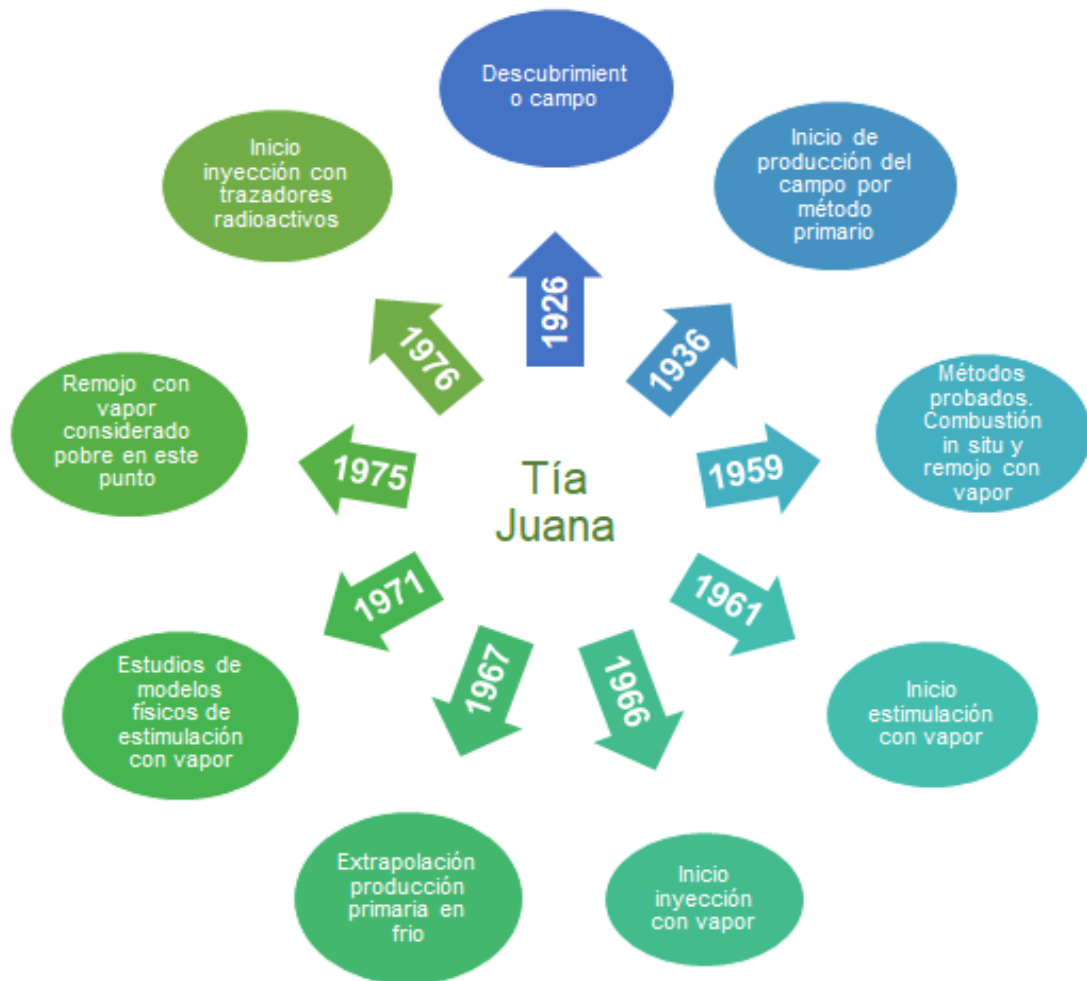 Descubrimient
o campo
1926
Inicio de
producción del
campo por
método
primario
1936
Métodos
probados.
Combustión
in situ y
remojo con
vapor
1959
Inicio
estimulación
con vapor
1961
Inicio
inyección
con vapor
1966
Extrapolación
producción
primaria en
frio
1967
Estudios de
modelos
físicos de
estimulación
con vapor
1971
Remojo con
vapor
considerado
pobre en este
punto
1975
Inicio
inyección con
trazadores
radioactivos
1976
Tía
Juana